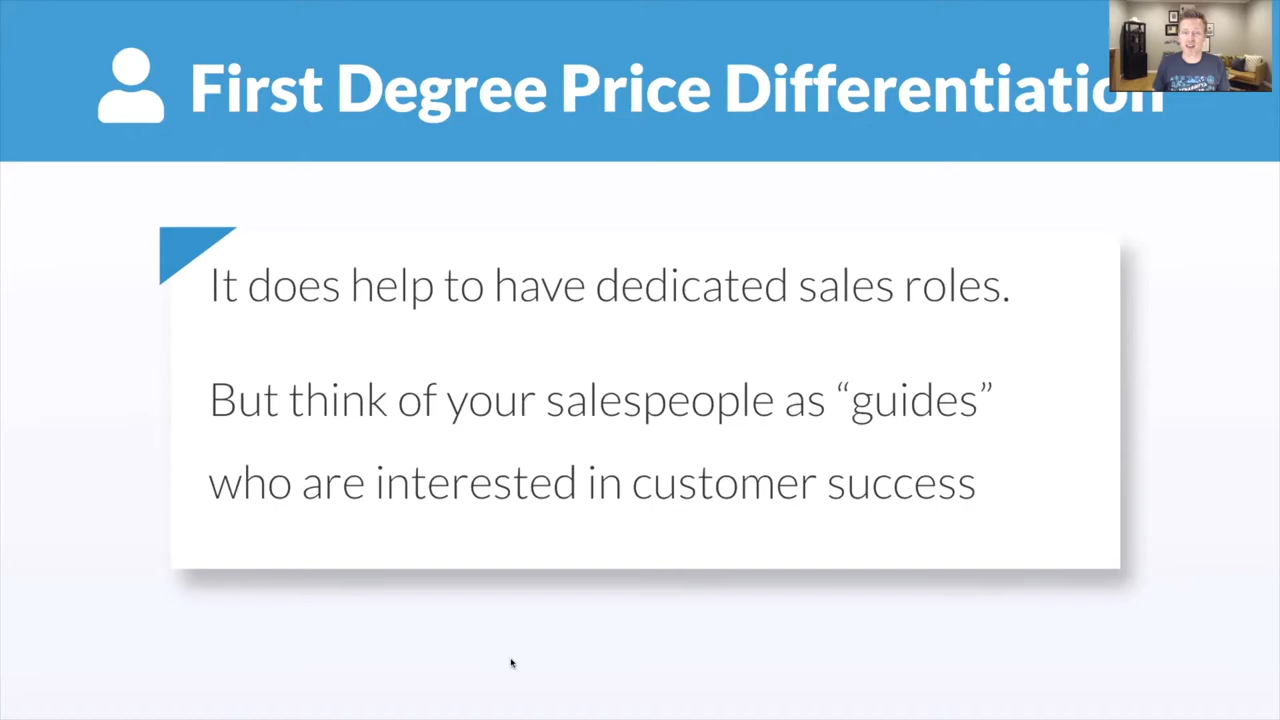 First Degree Price Differentiation
It does help to have dedicated sales roles.
But think of your salespeople as “guides”
who are interested in customer success